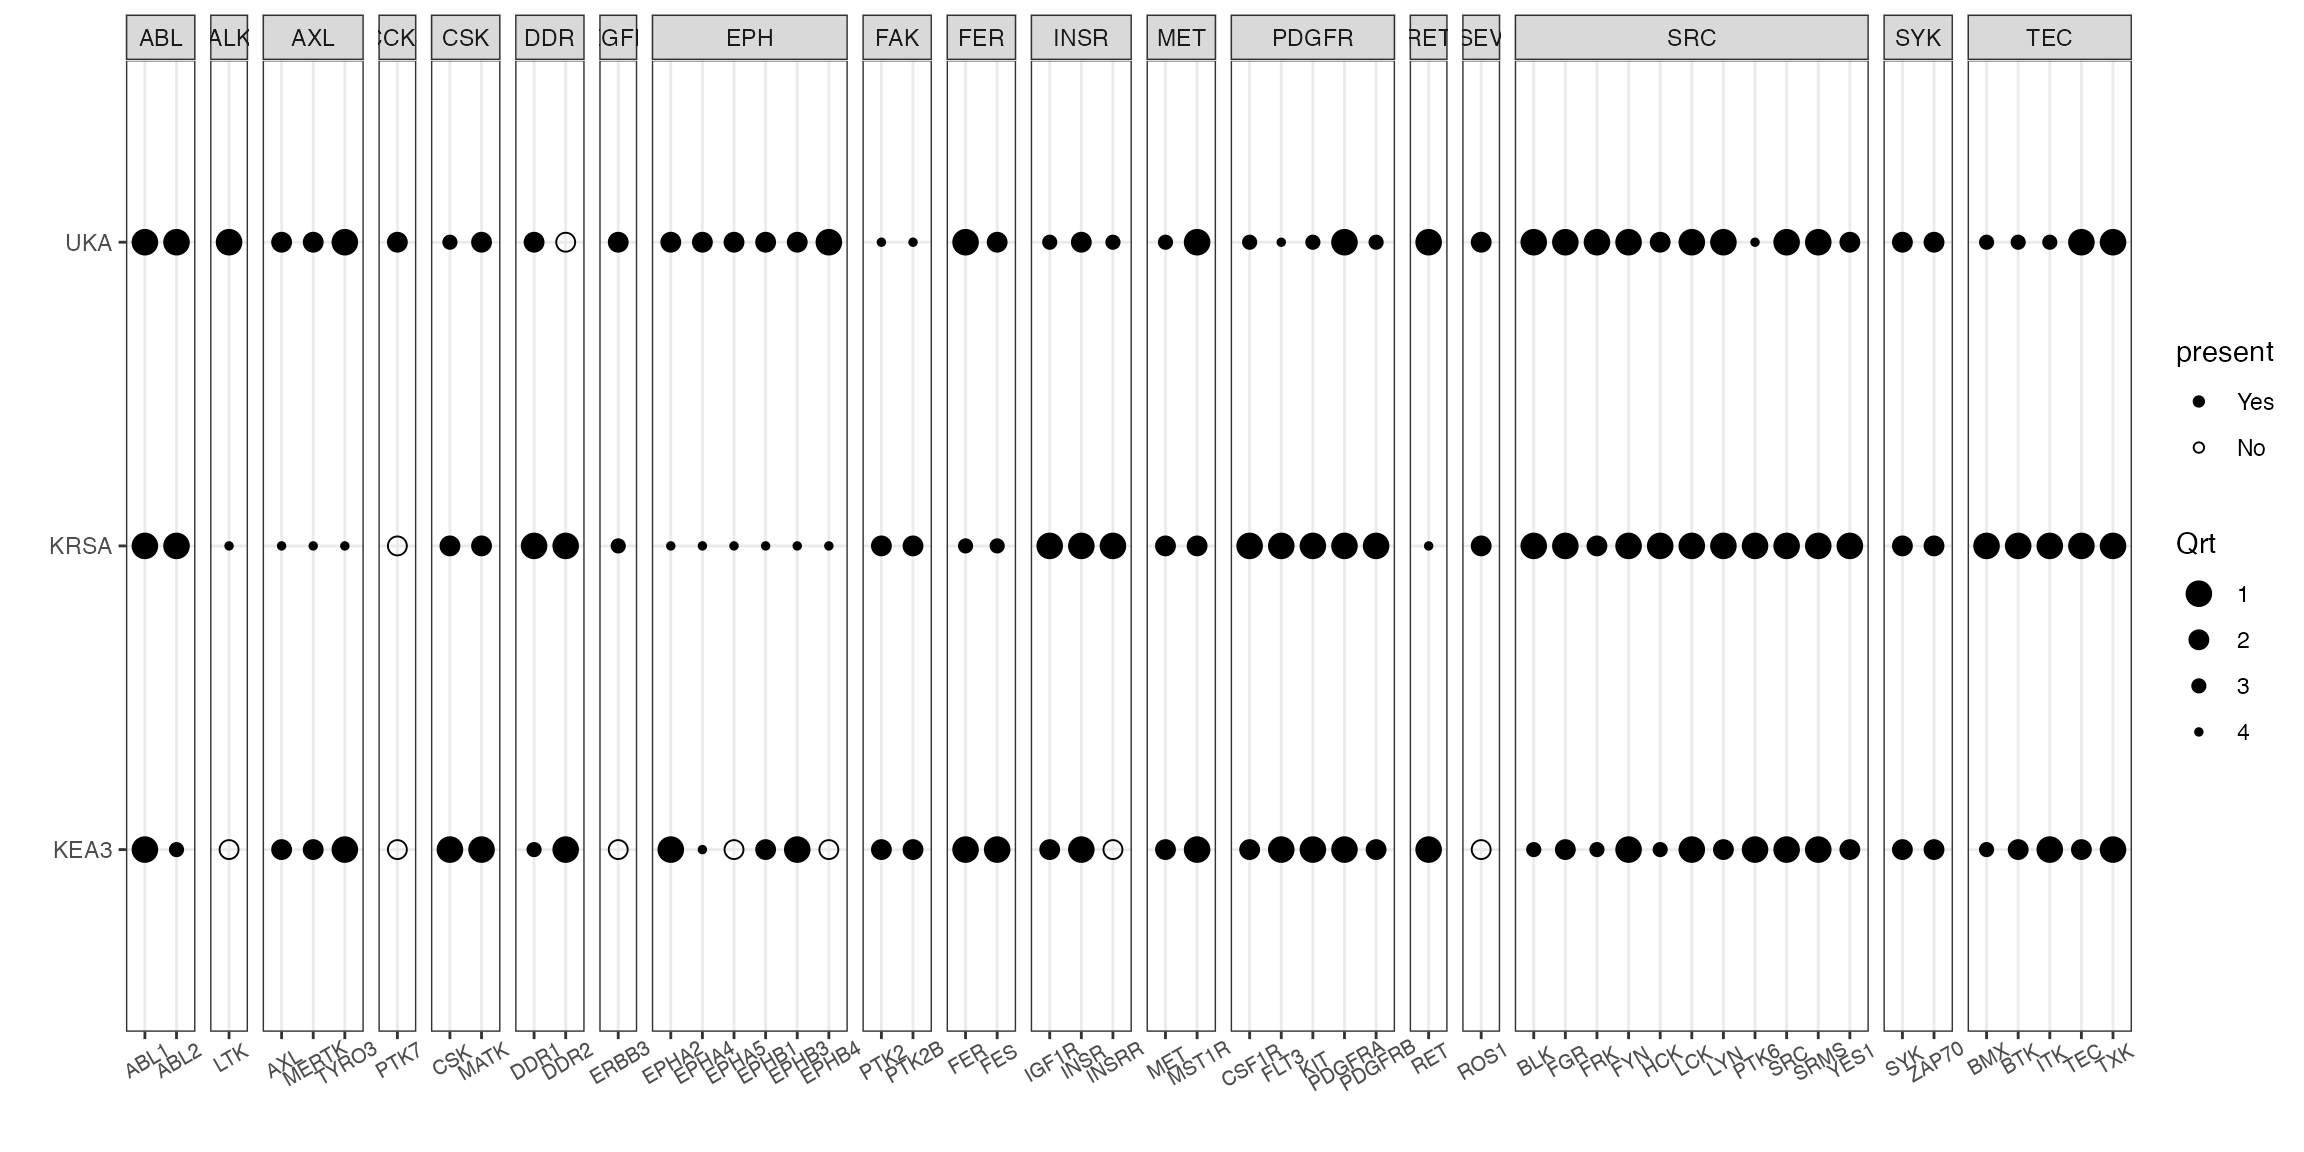 ABL ALK AXL CCK CSK DDR EGFR EPH FAK FER INSR MET PDGFR RET SEV SRC SYK TEC
UKA
KRSA
KEA3
ABL1 ABL2 LTK AXL MERTK TYRO3 PTK7 CSK MATK DDR1 DDR2 ERBB3 EPHA2 EPHA4 EPHA5 EPHB1 EPHB3 EPHB4 PTK2 PTK2B FER FES IGF1R INSR INSRR MET MST1R CSF1R FLT3 KIT PDGFRA PDGFRB RET ROS1 BLK FGR FRK FYN HCK LCK LYN PTK6 SRC SRMS YES1 SYK ZAP70 BMX BTK ITK TEC TXK
present
Yes
No
Qrt
1
2
3
4